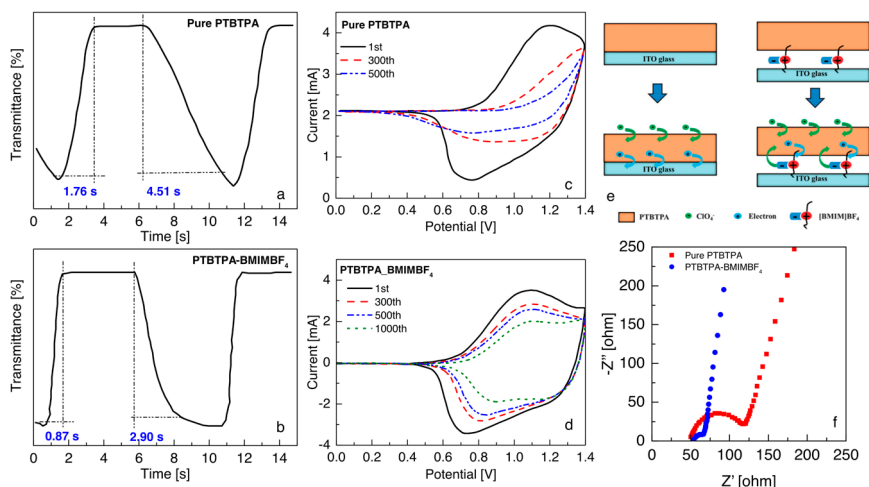 Pure PTBTPA
Transmittance [%]
1.76 s
4.51 s
a
0 2 4 6 8 10 12 14
Time [s]
Pure PTBTPA
1st
300th
500th
Current [mA]
5
4
3
2
1
0
c
0.0 0.2 0.4 0.6 0.8 1.0 1.2 1.4
Potential [V]
ITO glass
ITO glass
- +
- +
ITO glass
- +
- +
ITO glass
e
PTBTPA
ClO₄⁻
Electron
- +
[BMIM]BF₄
PTBTPA-BMIMBF₄
Transmittance [%]
0.87 s
2.90 s
b
0 2 4 6 8 10 12 14
Time [s]
PTBTPA_BMIMBF₄
1st
300th
500th
1000th
Current [mA]
4
2
0
-2
-4
d
0.0 0.2 0.4 0.6 0.8 1.0 1.2 1.4
Potential [V]
Pure PTBTPA
PTBTPA-BMIMBF₄
-Z'' [ohm]
250
200
150
100
50
0
f
0 50 100 150 200 250
Z' [ohm]